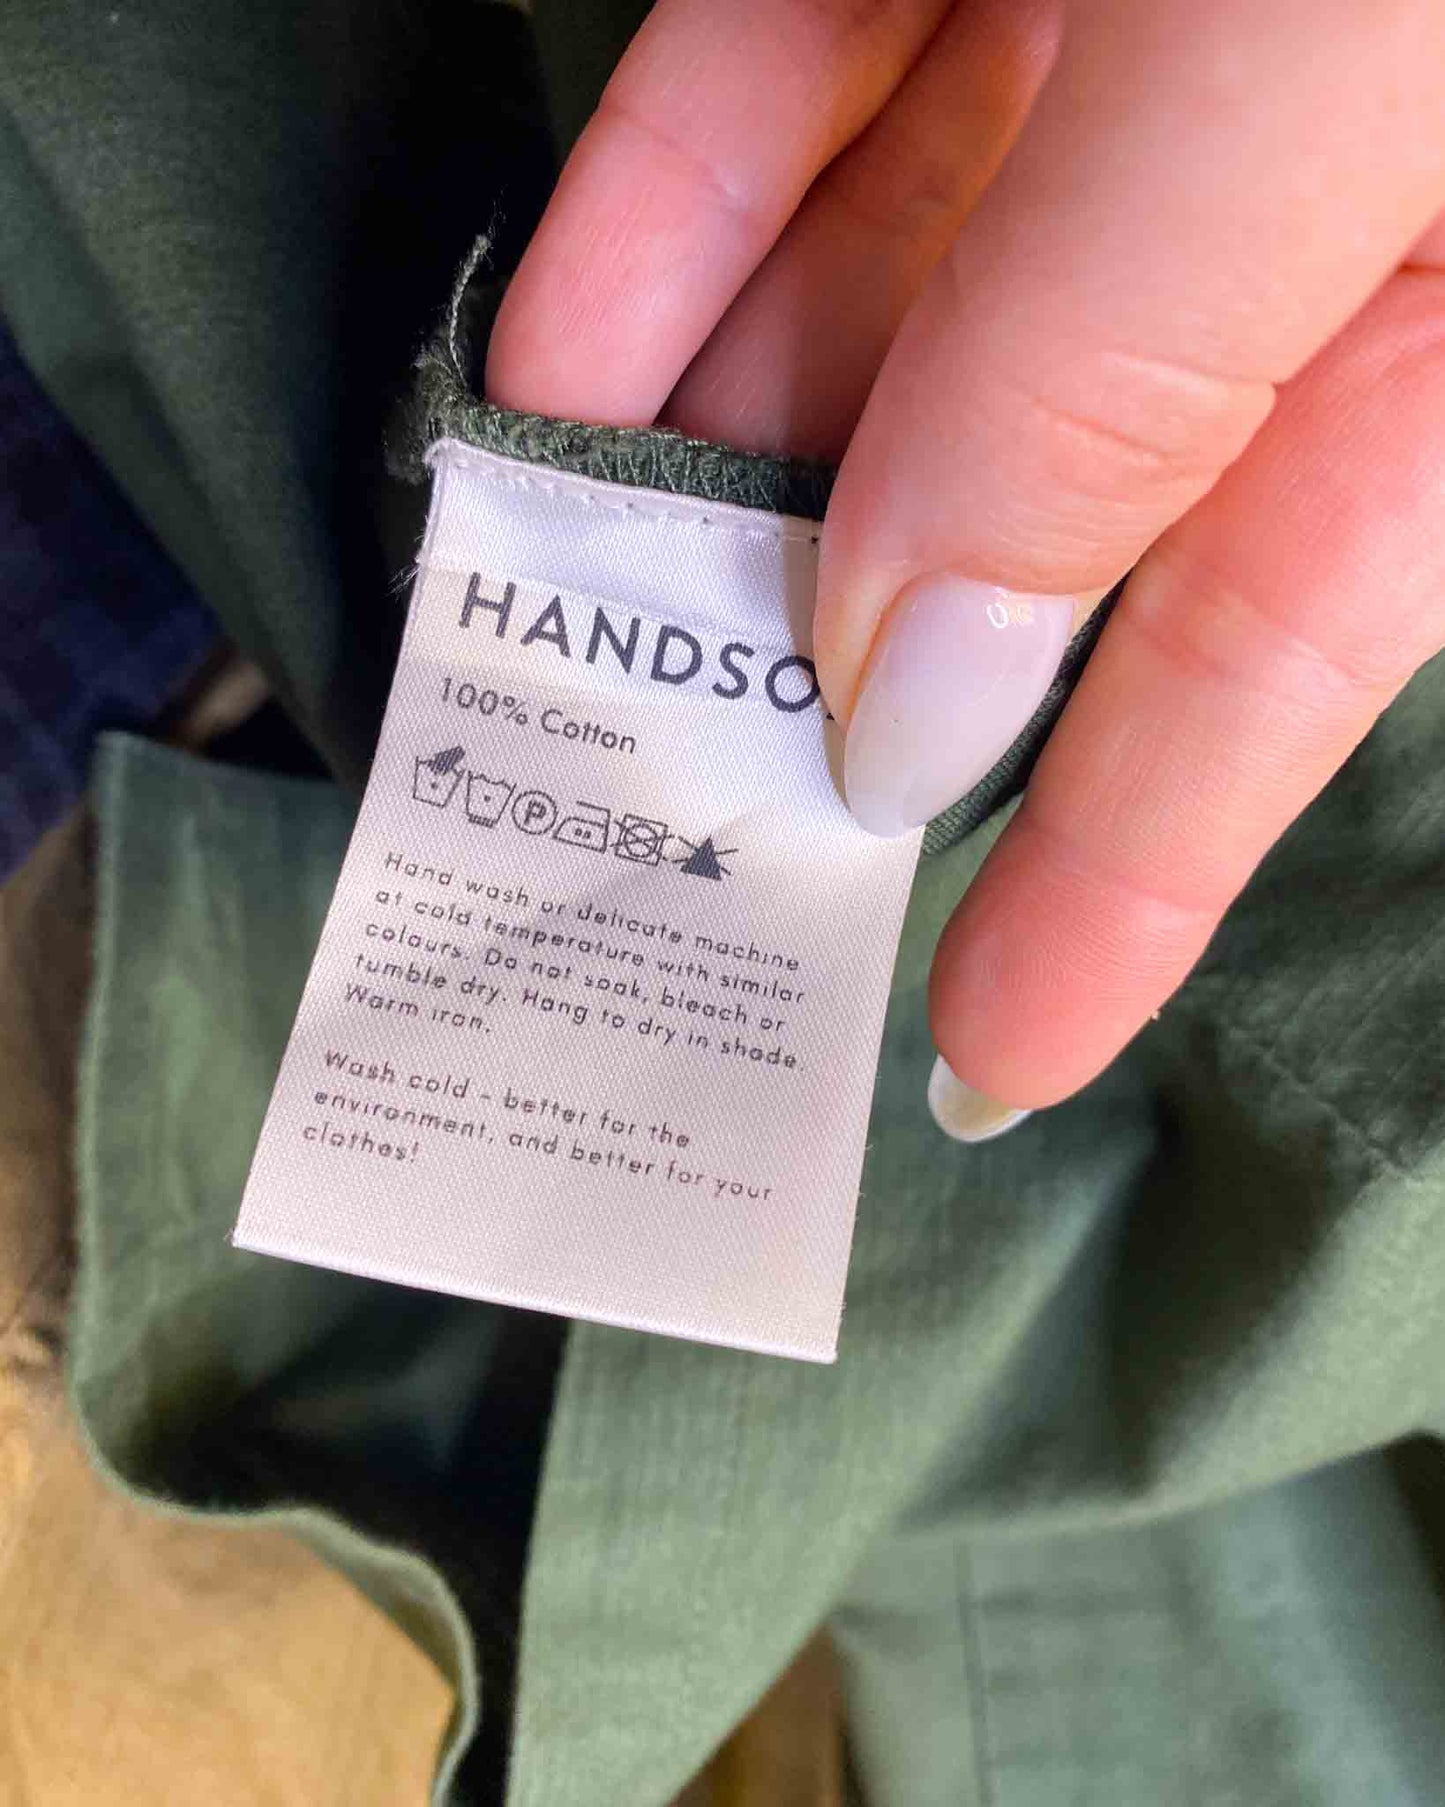 HANDSO
100% Cotton
P
Hand wash or delicate machine
at cold temperature with similar
colours. Do not soak, bleach or
tumble dry. Hang to dry in shade.
Warm iron.
Wash cold - better for the
environment, and better for your
clothes!